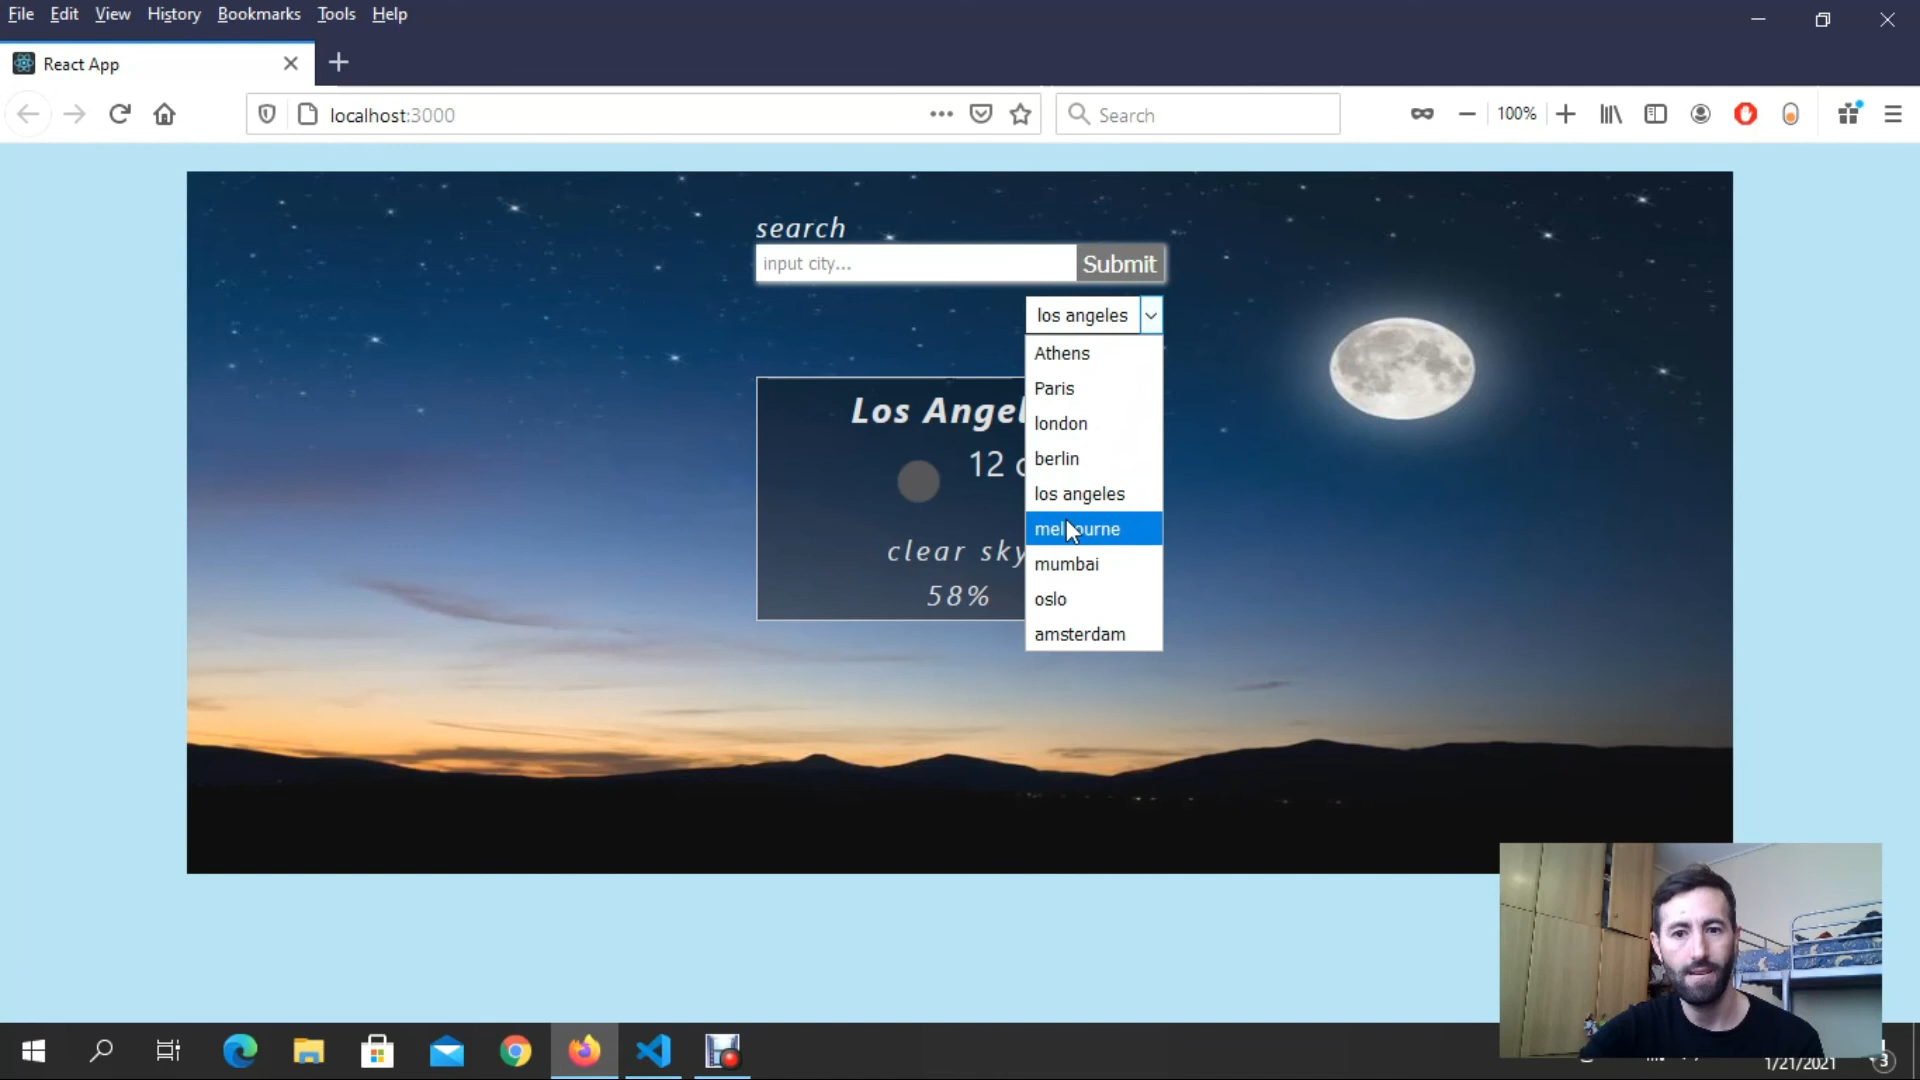 File Edit View History Bookmarks Tools Help
React App
localhost:3000
Search
100%
search
input city...
Submit
los angeles
Athens
Paris
london
berlin
los angeles
melbourne
mumbai
oslo
amsterdam
Los Angel
12
clear sky
58%
1/21/2021
3